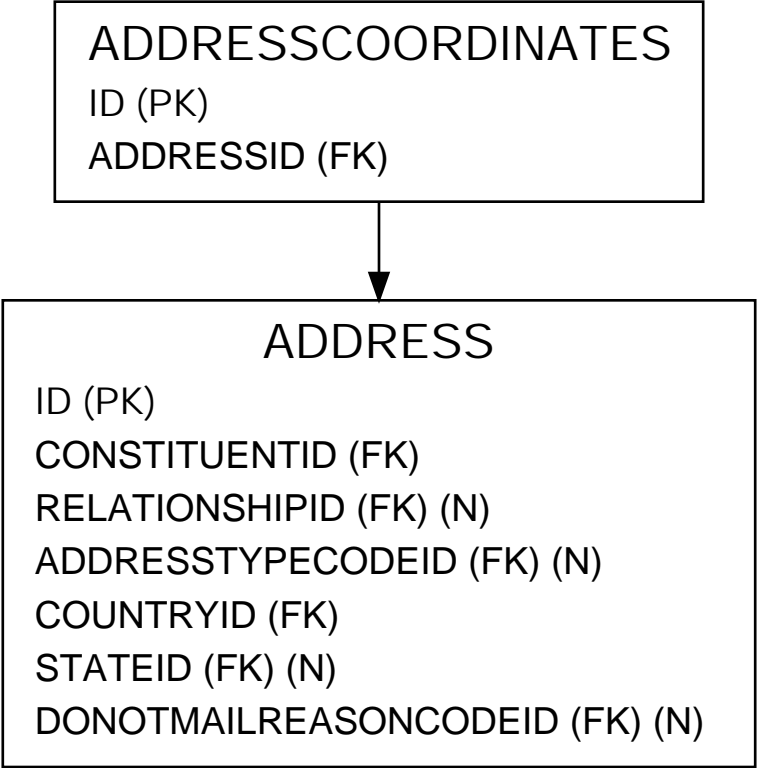 ADDRESSCOORDINATES
ID (PK)
ADDRESSID (FK)
ADDRESS
ID (PK)
CONSTITUENTID (FK)
RELATIONSHIPID (FK) (N)
ADDRESSTYPECODEID (FK) (N)
COUNTRYID (FK)
STATEID (FK) (N)
DONOTMAILREASONCODEID (FK) (N)